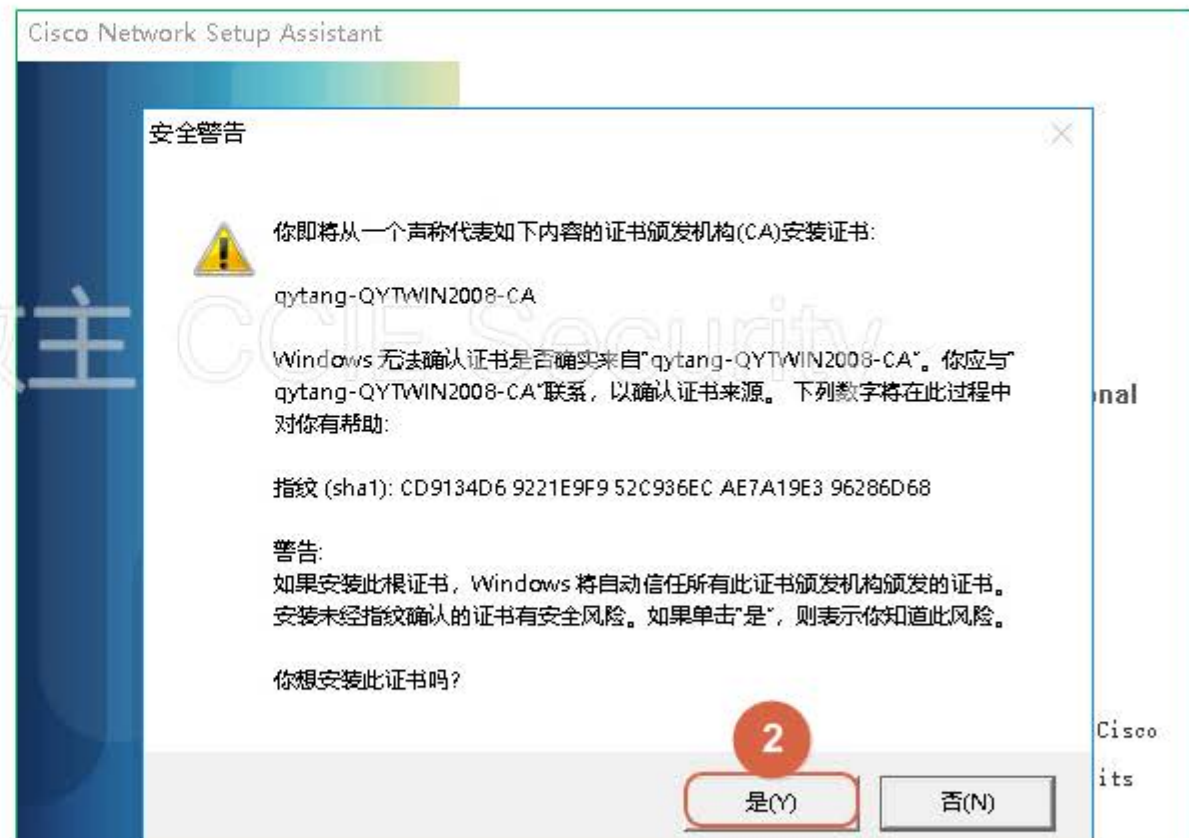 Cisco Network Setup Assistant
安全警告
你即将从一个声称代表如下内容的证书颁发机构(CA)安装证书:
qytang-QYTWIN2008-CA
主 CCIE Security
Windows 无法确认证书是否确实来自"qytang-QYTWIN2008-CA"。你应与"
qytang-QYTWIN2008-CA"联系，以确认证书来源。 下列数字将在此过程中
onal
对你有帮助:
指纹 (sha1): CD9134D6 9221E9F9 52C936EC AE7A19E3 96286D68
警告:
如果安装此根证书，Windows 将自动信任所有此证书颁发机构颁发的证书。
安装未经指纹确认的证书有安全风险。如果单击"是"，则表示你知道此风险。
你想安装此证书吗?
2
Cisco
its
是(Y)
否(N)